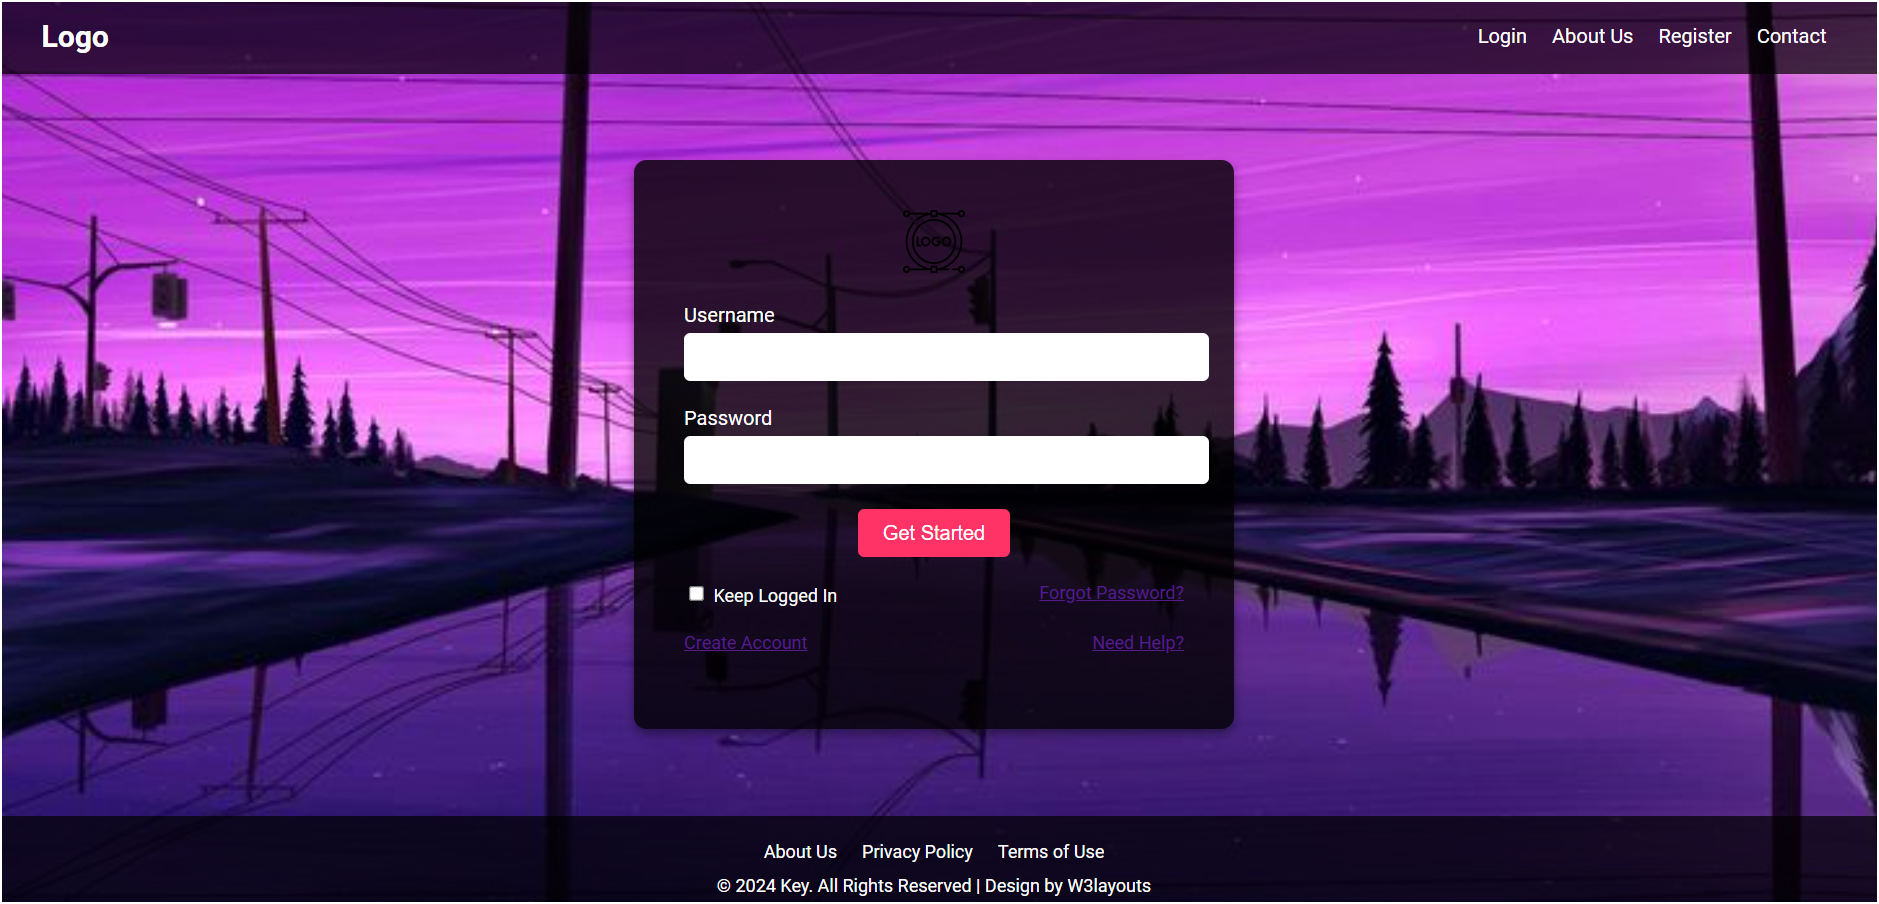 Logo
Login About Us Register Contact
LOGO
Username
Password
Get Started
Keep Logged In
Forgot Password?
Create Account
Need Help?
About Us Privacy Policy Terms of Use
© 2024 Key. All Rights Reserved | Design by W3layouts